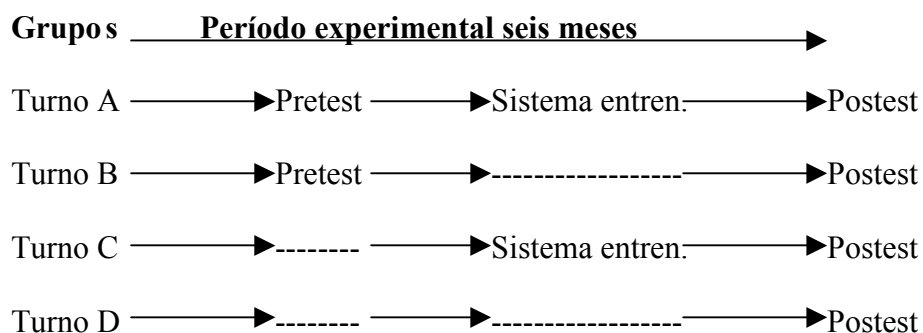 Grupos Período experimental seis meses
Turno A Pretest Sistema entren. Postest
Turno B Pretest ------------------ Postest
Turno C -------- Sistema entren. Postest
Turno D -------- ------------------ Postest